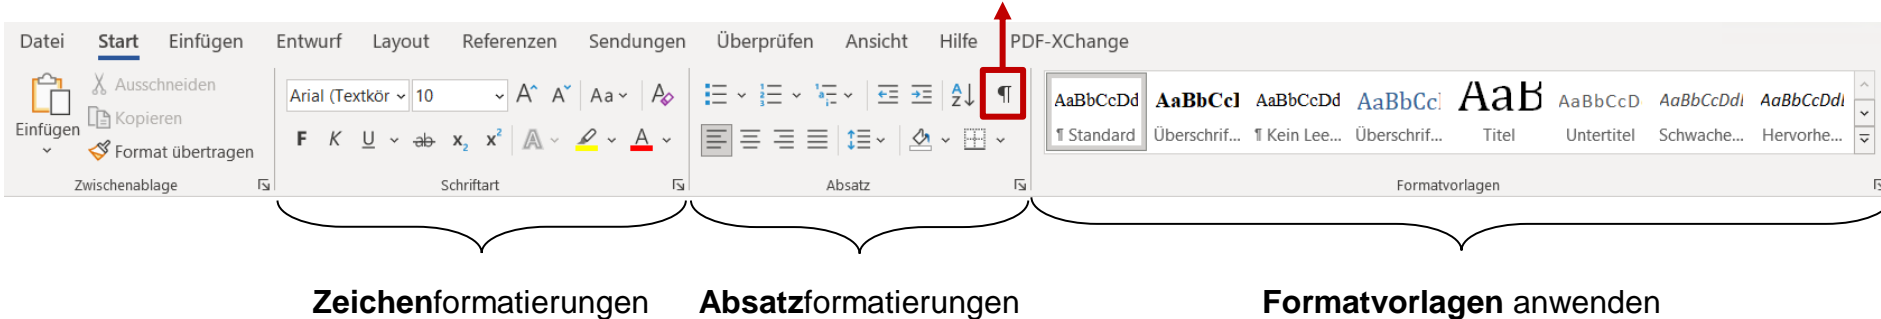 Datei Start Einfügen Entwurf Layout Referenzen Sendungen Überprüfen Ansicht Hilfe PDF-XChange
Einfügen
Ausschneiden
Kopieren
Format übertragen
Zwischenablage
Arial (Textkör 10 A A Aa A
F K U ab x₂ x² A A
Schriftart
A Z ¶
Absatz
AaBbCcDd AaBbCcI AaBbCcDd AaBbCc AaB AaBbCcD AaBbCcDd AaBbCcDd
¶ Standard Überschrif... ¶ Kein Lee... Überschrif... Titel Untertitel Schwache... Hervorhe...
Formatvorlagen
Zeichenformatierungen Absatzformatierungen Formatvorlagen anwenden